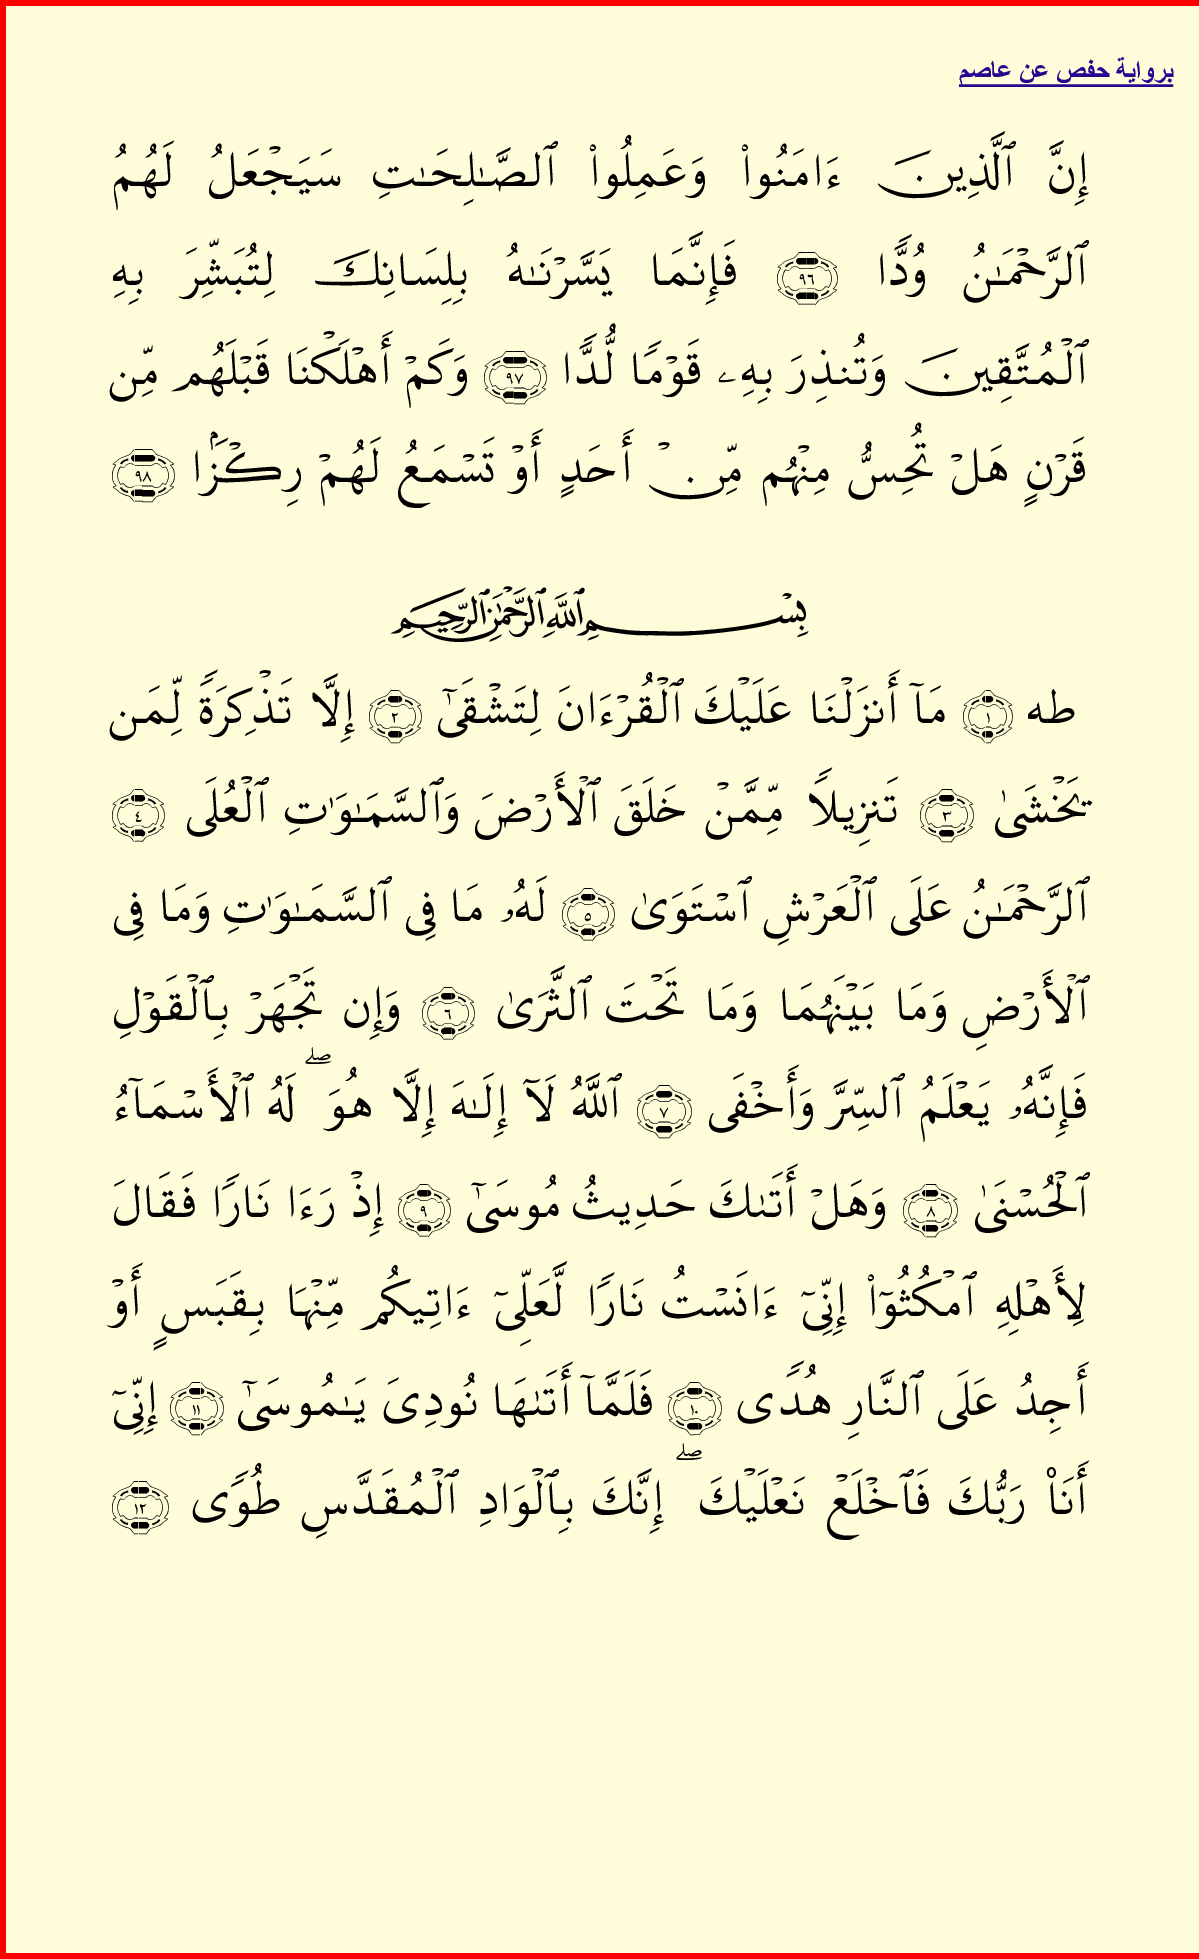 برواية حفص عن عاصم
إِنَّ ٱلَّذِينَ ءَامَنُوا۟ وَعَمِلُوا۟ ٱلصَّـٰلِحَـٰتِ سَيَجْعَلُ لَهُمُ
ٱلرَّحْمَـٰنُ وُدًّا ٩٦ فَإِنَّمَا يَسَّرْنَـٰهُ بِلِسَانِكَ لِتُبَشِّرَ بِهِ
ٱلْمُتَّقِينَ وَتُنذِرَ بِهِۦ قَوْمًا لُّدًّا ٩٧ وَكَمْ أَهْلَكْنَا قَبْلَهُم مِّن
قَرْنٍ هَلْ تُحِسُّ مِنْهُم مِّنْ أَحَدٍ أَوْ تَسْمَعُ لَهُمْ رِكْزًۢا ٩٨
بِسْمِ ٱللَّهِ ٱلرَّحْمَـٰنِ ٱلرَّحِيمِ
طه ١ مَآ أَنزَلْنَا عَلَيْكَ ٱلْقُرْءَانَ لِتَشْقَىٰٓ ٢ إِلَّا تَذْكِرَةً لِّمَن
يَخْشَىٰ ٣ تَنزِيلاً مِّمَّنْ خَلَقَ ٱلْأَرْضَ وَٱلسَّمَـٰوَٰتِ ٱلْعُلَى ٤
ٱلرَّحْمَـٰنُ عَلَى ٱلْعَرْشِ ٱسْتَوَىٰ ٥ لَهُۥ مَا فِى ٱلسَّمَـٰوَٰتِ وَمَا فِى
ٱلْأَرْضِ وَمَا بَيْنَهُمَا وَمَا تَحْتَ ٱلثَّرَىٰ ٦ وَإِن تَجْهَرْ بِٱلْقَوْلِ
فَإِنَّهُۥ يَعْلَمُ ٱلسِّرَّ وَأَخْفَى ٧ ٱللَّهُ لَآ إِلَـٰهَ إِلَّا هُوَ ۖ لَهُ ٱلْأَسْمَآءُ
ٱلْحُسْنَىٰ ٨ وَهَلْ أَتَىٰكَ حَدِيثُ مُوسَىٰٓ ٩ إِذْ رَءَا نَارًا فَقَالَ
لِأَهْلِهِ ٱمْكُثُوٓا۟ إِنِّىٓ ءَانَسْتُ نَارًا لَّعَلِّىٓ ءَاتِيكُم مِّنْهَا بِقَبَسٍ أَوْ
أَجِدُ عَلَى ٱلنَّارِ هُدًى ١٠ فَلَمَّآ أَتَىٰهَا نُودِىَ يَـٰمُوسَىٰٓ ١١ إِنِّىٓ
أَنَا۠ رَبُّكَ فَٱخْلَعْ نَعْلَيْكَ ۖ إِنَّكَ بِٱلْوَادِ ٱلْمُقَدَّسِ طُوًى ١٢